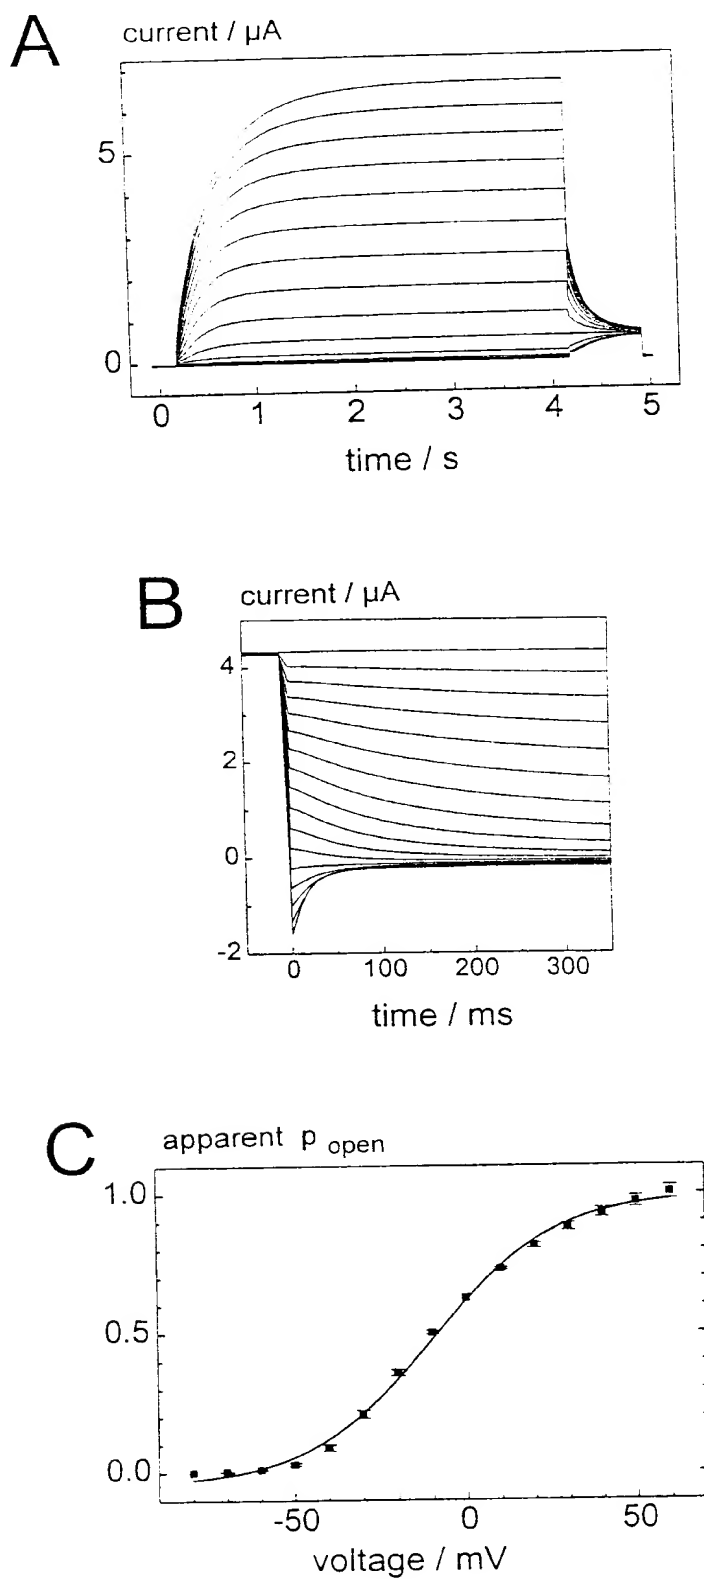 A
current / µA
5
0
0 1 2 3 4 5
time / s
B
current / µA
4
2
0
-2
0 100 200 300
time / ms
C
apparent p open
1.0
0.5
0.0
-50 0 50
voltage / mV